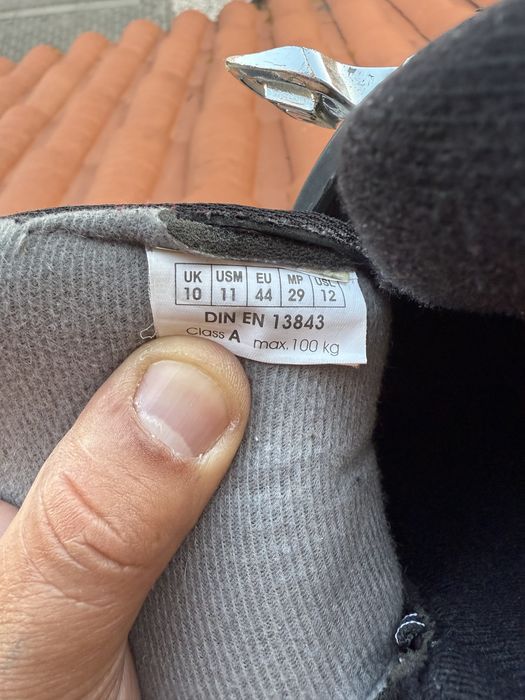 UK USM EU MP USL
10 11 44 29 12
DIN EN 13843
Class A max. 100 kg